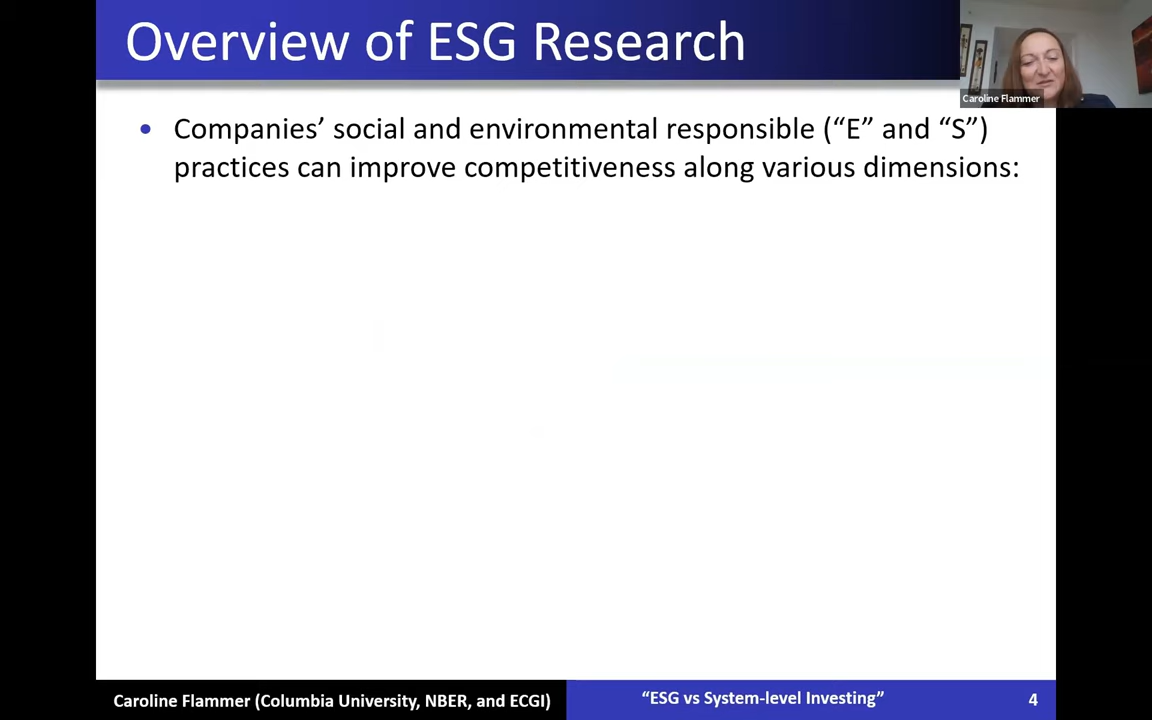 Overview of ESG Research
Caroline Flammer
• Companies’ social and environmental responsible (“E” and “S”)
practices can improve competitiveness along various dimensions:
Caroline Flammer (Columbia University, NBER, and ECGI)
“ESG vs System-level Investing”
4